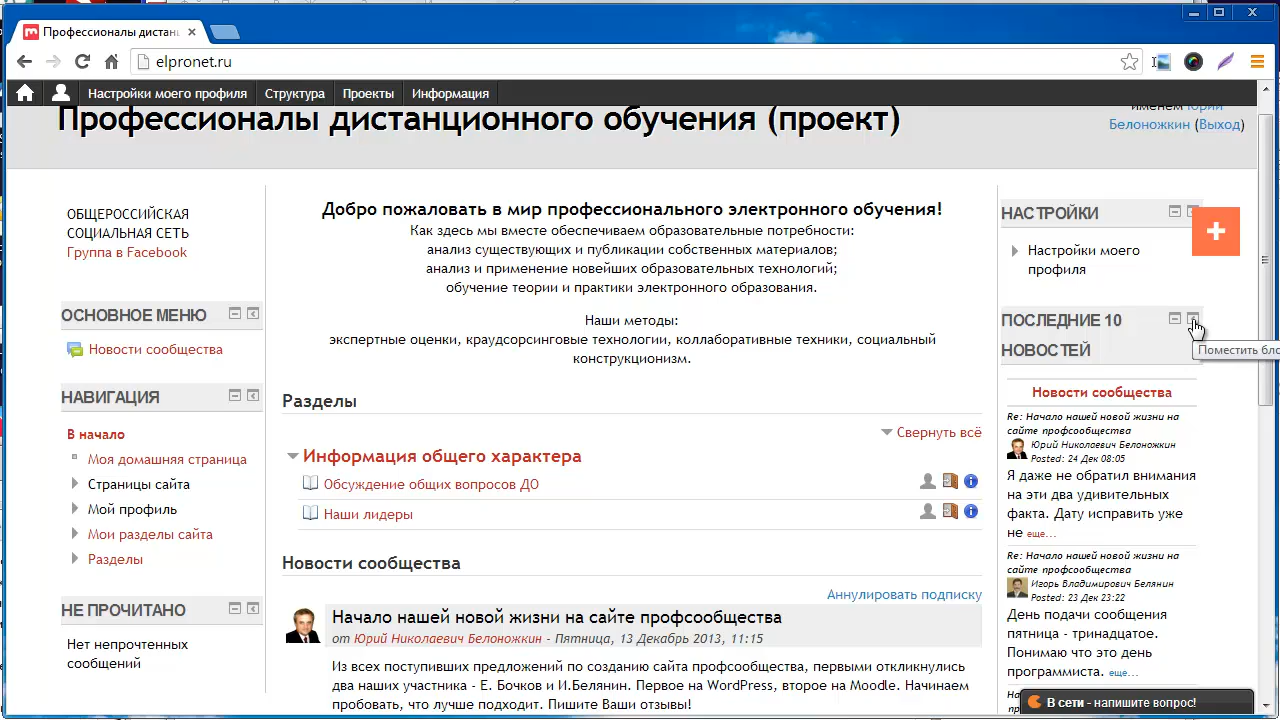 Профессионалы дистан
elpronet.ru
Настройки моего профиля Структура Проекты Информация
именем Юрий
Белоножкин (Выход)
Профессионалы дистанционного обучения (проект)
ОБЩЕРОССИЙСКАЯ
СОЦИАЛЬНАЯ СЕТЬ
Группа в Facebook
ОСНОВНОЕ МЕНЮ
Новости сообщества
НАВИГАЦИЯ
В начало
Моя домашняя страница
Страницы сайта
Мой профиль
Мои разделы сайта
Разделы
НЕ ПРОЧИТАНО
Нет непрочтенных
сообщений
Добро пожаловать в мир профессионального электронного обучения!
Как здесь мы вместе обеспечиваем образовательные потребности:
анализ существующих и публикации собственных материалов;
анализ и применение новейших образовательных технологий;
обучение теории и практики электронного образования.
Наши методы:
экспертные оценки, краудсорсинговые технологии, коллаборативные техники, социальный
конструкционизм.
Разделы
Свернуть всё
Информация общего характера
Обсуждение общих вопросов ДО
Наши лидеры
Новости сообщества
Аннулировать подписку
Начало нашей новой жизни на сайте профсообщества
от Юрий Николаевич Белоножкин - Пятница, 13 Декабрь 2013, 11:15
Из всех поступивших предложений по созданию сайта профсообщества, первыми откликнулись
два наших участника - Е. Бочков и И.Белянин. Первое на WordPress, второе на Moodle. Начинаем
пробовать, что лучше подходит. Пишите Ваши отзывы!
НАСТРОЙКИ
Настройки моего
профиля
ПОСЛЕДНИЕ 10
НОВОСТЕЙ
Поместить бло
Новости сообщества
Re: Начало нашей новой жизни на
сайте профсообщества
Юрий Николаевич Белоножкин
Posted: 24 Дек 08:05
Я даже не обратил внимания
на эти два удивительных
факта. Дату исправить уже
не еще...
Re: Начало нашей новой жизни на
сайте профсообщества
Игорь Владимирович Белянин
Posted: 23 Дек 23:22
День подачи сообщения
пятница - тринадцатое.
Понимаю что это день
программиста. еще...
Re: Нач
сайте
В сети - напишите вопрос!